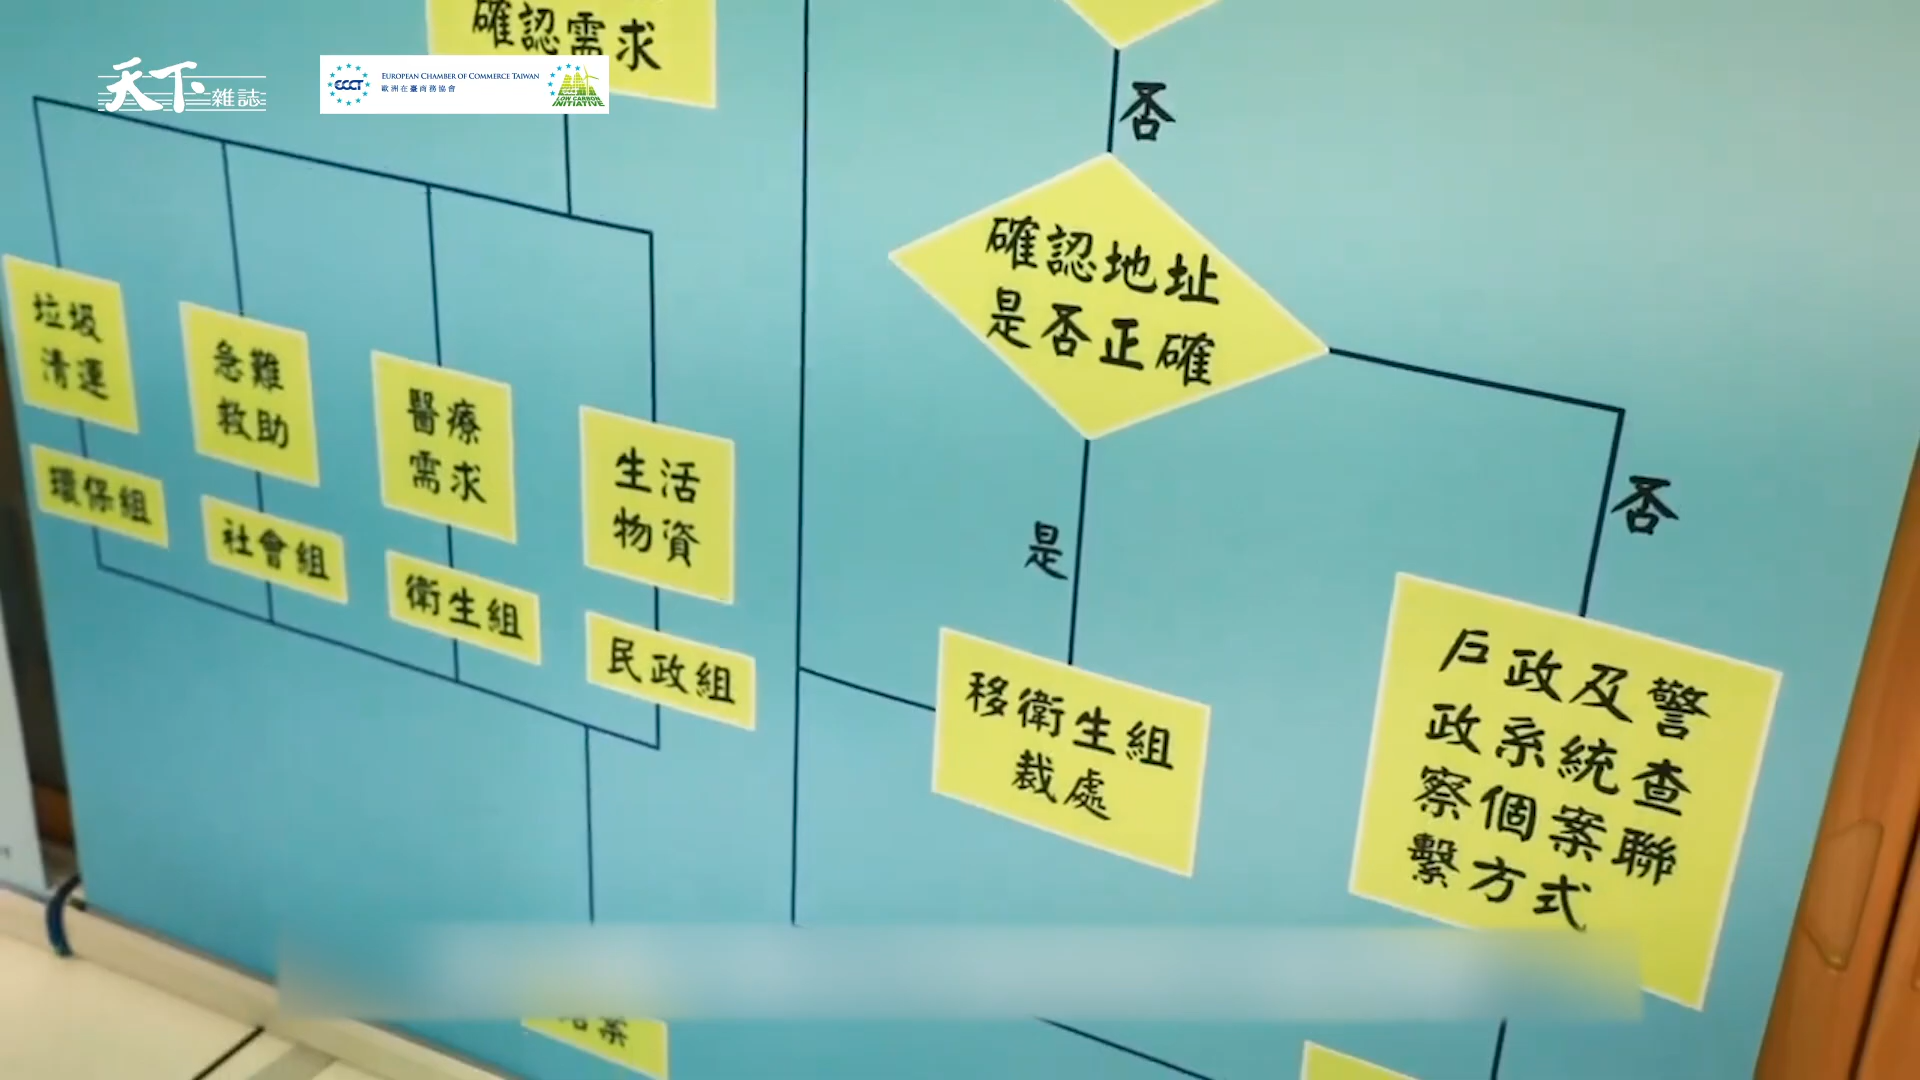 確認需求
天下雜誌
ECCT
EUROPEAN CHAMBER OF COMMERCE TAIWAN
歐洲在臺商務協會
LOW CARBON
INITIATIVE
否
確認地址
是否正確
垃圾
清運
急難
救助
醫療
需求
生活
物資
環保組
社會組
衛生組
民政組
是
否
移衛生組
裁處
戶政及警
政系統查
察個案聯
繫方式